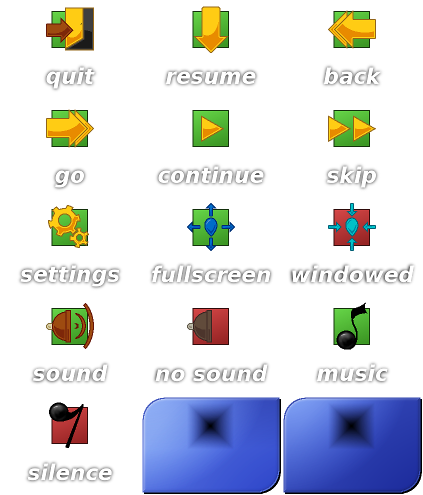 quit
resume
back
go
continue
skip
settings
fullscreen
windowed
sound
no sound
music
silence